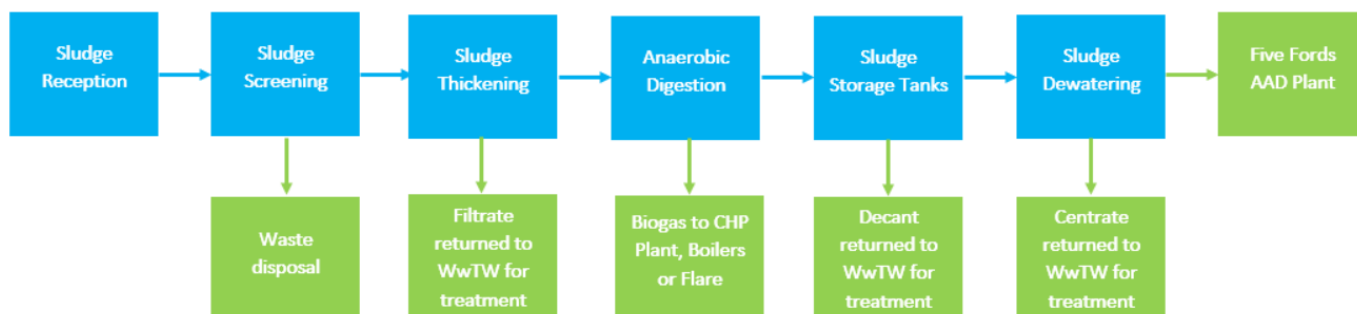 Sludge
Reception
Sludge
Screening
Sludge
Thickening
Anaerobic
Digestion
Sludge
Storage Tanks
Sludge
Dewatering
Five Fords
AAD Plant
Waste
disposal
Filtrate
returned to
WwTW for
treatment
Biogas to CHP
Plant, Boilers
or Flare
Decant
returned to
WwTW for
treatment
Centrate
returned to
WwTW for
treatment